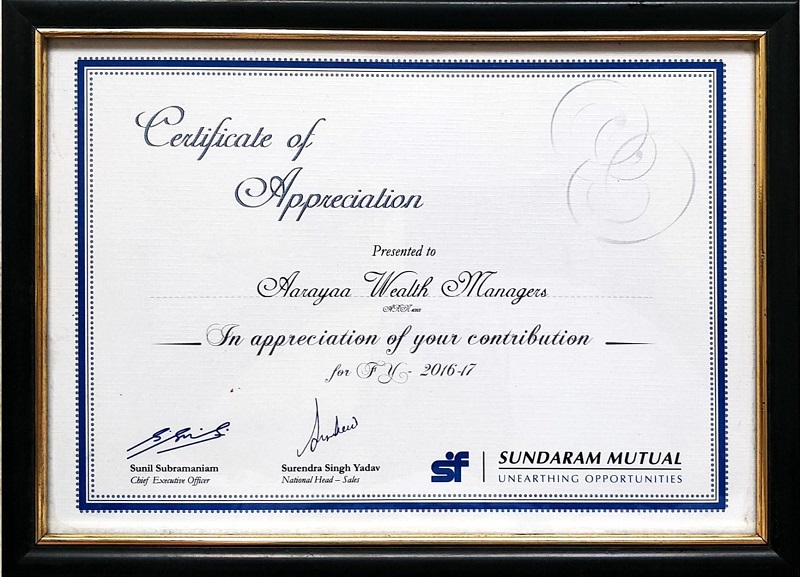 Certificate of
Appreciation
Presented to
Aarayaa Wealth Managers
In appreciation of your contribution
for FY - 2016-17
Sunil Subramaniam
Chief Executive Officer
Surendra Singh Yadav
National Head – Sales
sf
SUNDARAM MUTUAL
UNEARTHING OPPORTUNITIES